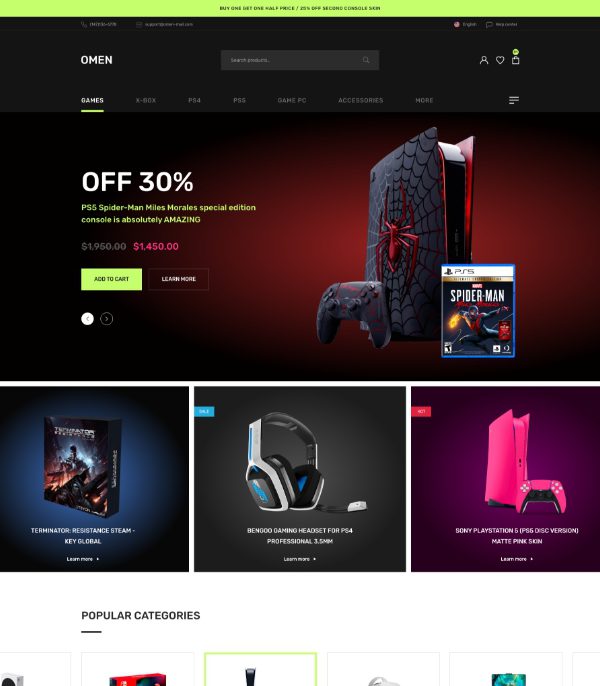 BUY ONE GET ONE HALF PRICE / 25% OFF SECOND CONSOLE SKIN
support@omen-mail.com
English
Help center
OMEN
Search products...
GAMES
X-BOX
PS4
PS5
GAME PC
ACCESSORIES
MORE
OFF 30%
PS5 Spider-Man Miles Morales special edition
console is absolutely AMAZING
$1,950.00 $1,450.00
ADD TO CART
LEARN MORE
PS5
MARVEL
SPIDER-MAN
TERMINATOR
RESISTANCE
TERMINATOR: RESISTANCE STEAM -
KEY GLOBAL
Learn more
SALE
BENGOO GAMING HEADSET FOR PS4
PROFESSIONAL 3.5MM
Learn more
HOT
SONY PLAYSTATION 5 (PS5 DISC VERSION)
MATTE PINK SKIN
Learn more
POPULAR CATEGORIES